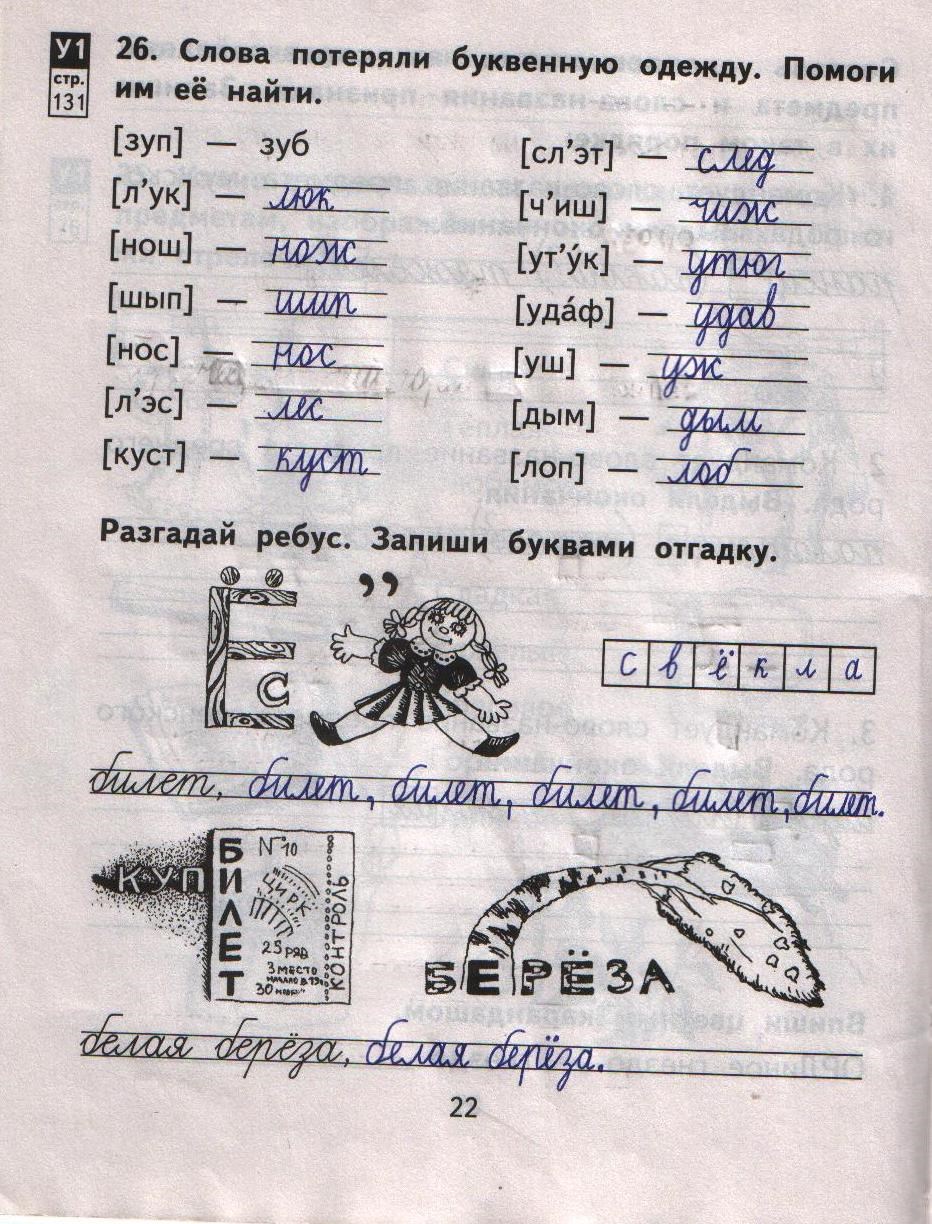 У1
стр.
131
26. Слова потеряли буквенную одежду. Помоги
им её найти.
[зуп] — зуб
[л'ук] — люк
[нош] — нож
[шып] — шип
[нос] — нос
[л'эс] — лес
[куст] — куст
[сл'эт] — след
[ч'иш] — чиж
[ут'у́к] — утюг
[уда́ф] — удав
[уш] — уж
[дым] — дым
[лоп] — лоб
Разгадай ребус. Запиши буквами отгадку.
Ё ,,
С
свёкла
билет, билет, билет, билет, билет, билет.
КУП
БИЛЕТ
№10
ЦИРК
25 РЯД
3 МЕСТО
КОНТРОЛЬ
БЕРЁЗА
белая берёза, белая берёза.
22